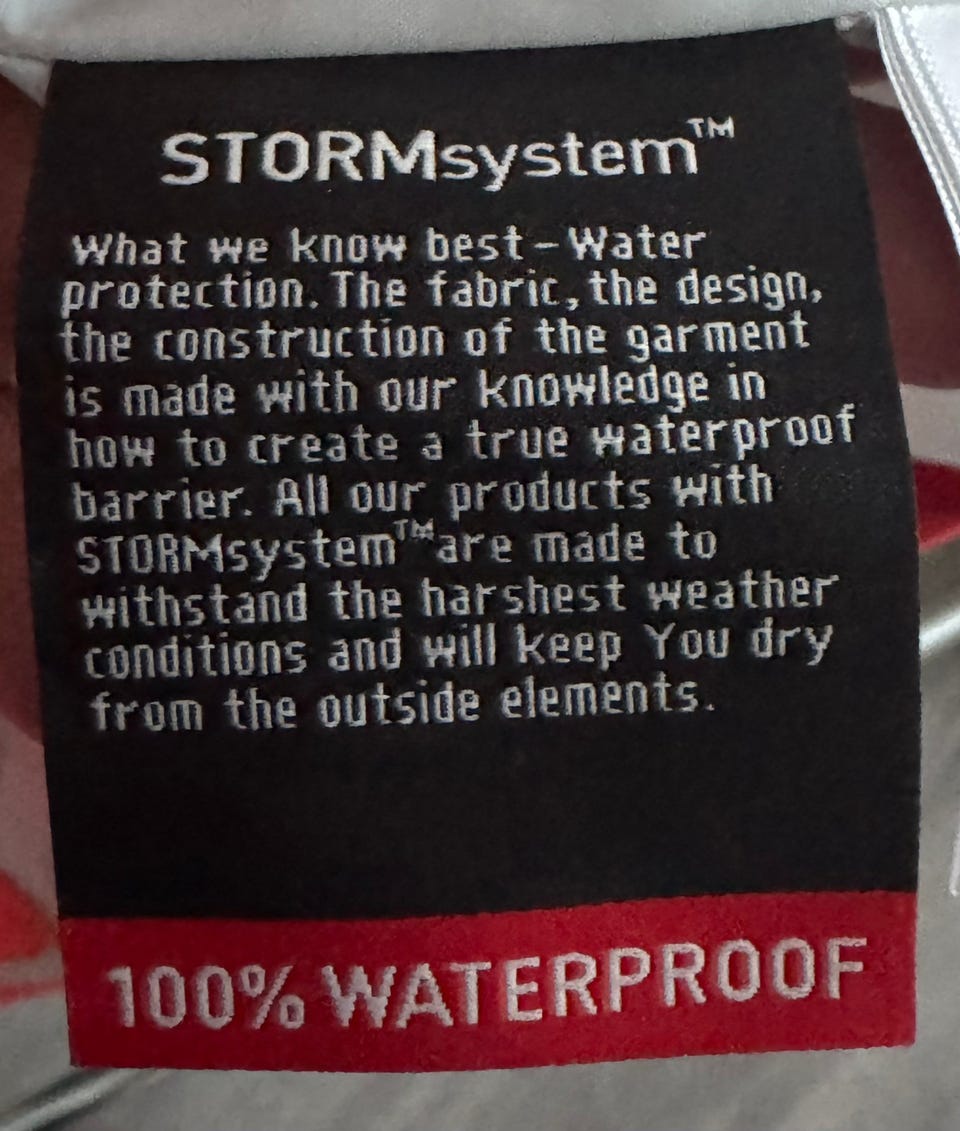 STORMsystem™
What we know best – Water
protection. The fabric, the design,
the construction of the garment
is made with our knowledge in
how to create a true waterproof
barrier. All our products with
STORMsystem™ are made to
withstand the harshest weather
conditions and will keep You dry
from the outside elements.
100% WATERPROOF